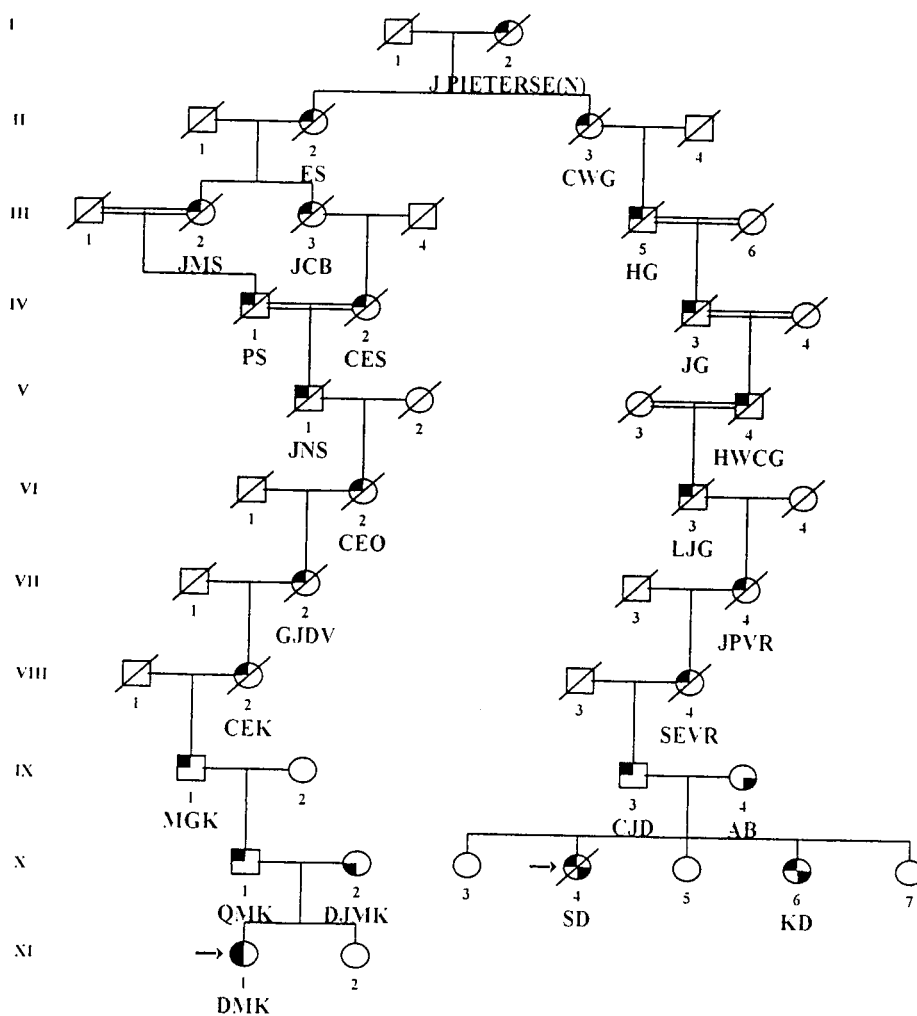 I
1 2
J PIETERSE(N)
II
1 2 3 4
ES CWG
III
1 2 3 4 5 6
JMS JCB HG
IV
1 2 3 4
PS CES JG
V
1 2 3 4
JNS HWCG
VI
1 2 3 4
CEO LJG
VII
1 2 3 4
GJDV JPVR
VIII
1 2 3 4
CEK SEVR
IX
1 2 3 4
MGK CJD AB
X
1 2 3 4 5 6 7
QMK DJMK SD KD
XI
1 2
DMK